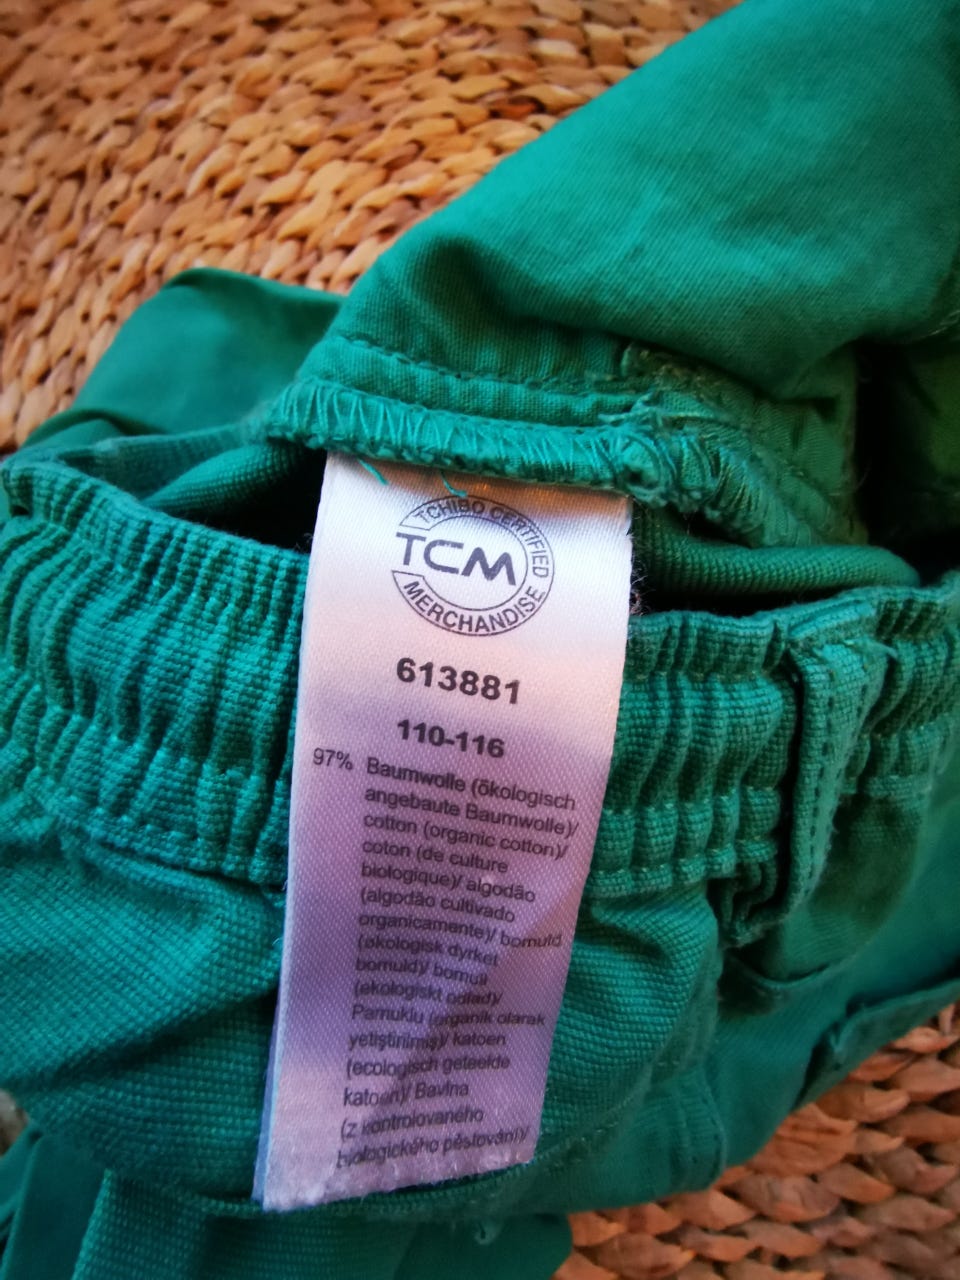 TCHIBO CERTIFIED
TCM
MERCHANDISE
613881
110-116
97% Baumwolle (ökologisch
angebaute Baumwolle)/
cotton (organic cotton)/
coton (de culture
biologique)/ algodão
(algodão cultivado
organicamente)/ bomuld
(økologisk dyrket
bomuld)/ bomull
(ekologiskt odlad)/
Pamuklu (organik olarak
yetiştirilmiş)/ katoen
(ecologisch geteelde
katoen)/ Bavlna
(z kontrolovaného
biologického pěstování)/